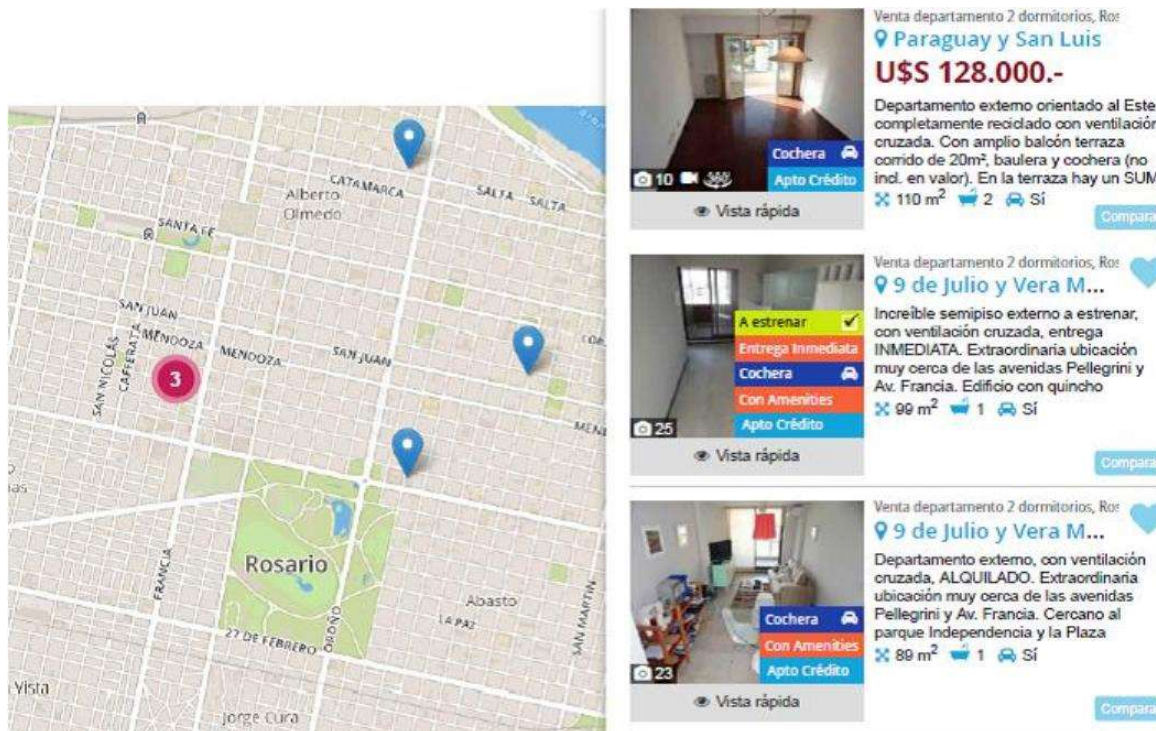 CATAMARCA
SALTA
SALTA
Alberto
Olmedo
SANTA FE
SAN JUAN
MENDOZA
MENDOZA
SAN JUAN
SAN NICOLAS
CAFFERATA
3
Rosario
FRANCIA
OROÑO
27 DE FEBRERO
Abasto
LA PAZ
SAN MARTIN
Vista
Jorge Cura
Venta departamento 2 dormitorios, Ros
Paraguay y San Luis
U$S 128.000.-
Departamento externo orientado al Este
completamente reciclado con ventilación
cruzada. Con amplio balcón terraza
corrido de 20m², baulera y cochera (no
incl. en valor). En la terraza hay un SUM
110 m² 2 Sí
Compara
Cochera
Apto Crédito
10
Vista rápida
Venta departamento 2 dormitorios, Ros
9 de Julio y Vera M...
Increíble semipiso externo a estrenar,
con ventilación cruzada, entrega
INMEDIATA. Extraordinaria ubicación
muy cerca de las avenidas Pellegrini y
Av. Francia. Edificio con quincho
99 m² 1 Sí
Compara
A estrenar
Entrega Inmediata
Cochera
Con Amenities
Apto Crédito
25
Vista rápida
Venta departamento 2 dormitorios, Ros
9 de Julio y Vera M...
Departamento externo, con ventilación
cruzada, ALQUILADO. Extraordinaria
ubicación muy cerca de las avenidas
Pellegrini y Av. Francia. Cercano al
parque Independencia y la Plaza
89 m² 1 Sí
Compara
Cochera
Con Amenities
Apto Crédito
23
Vista rápida